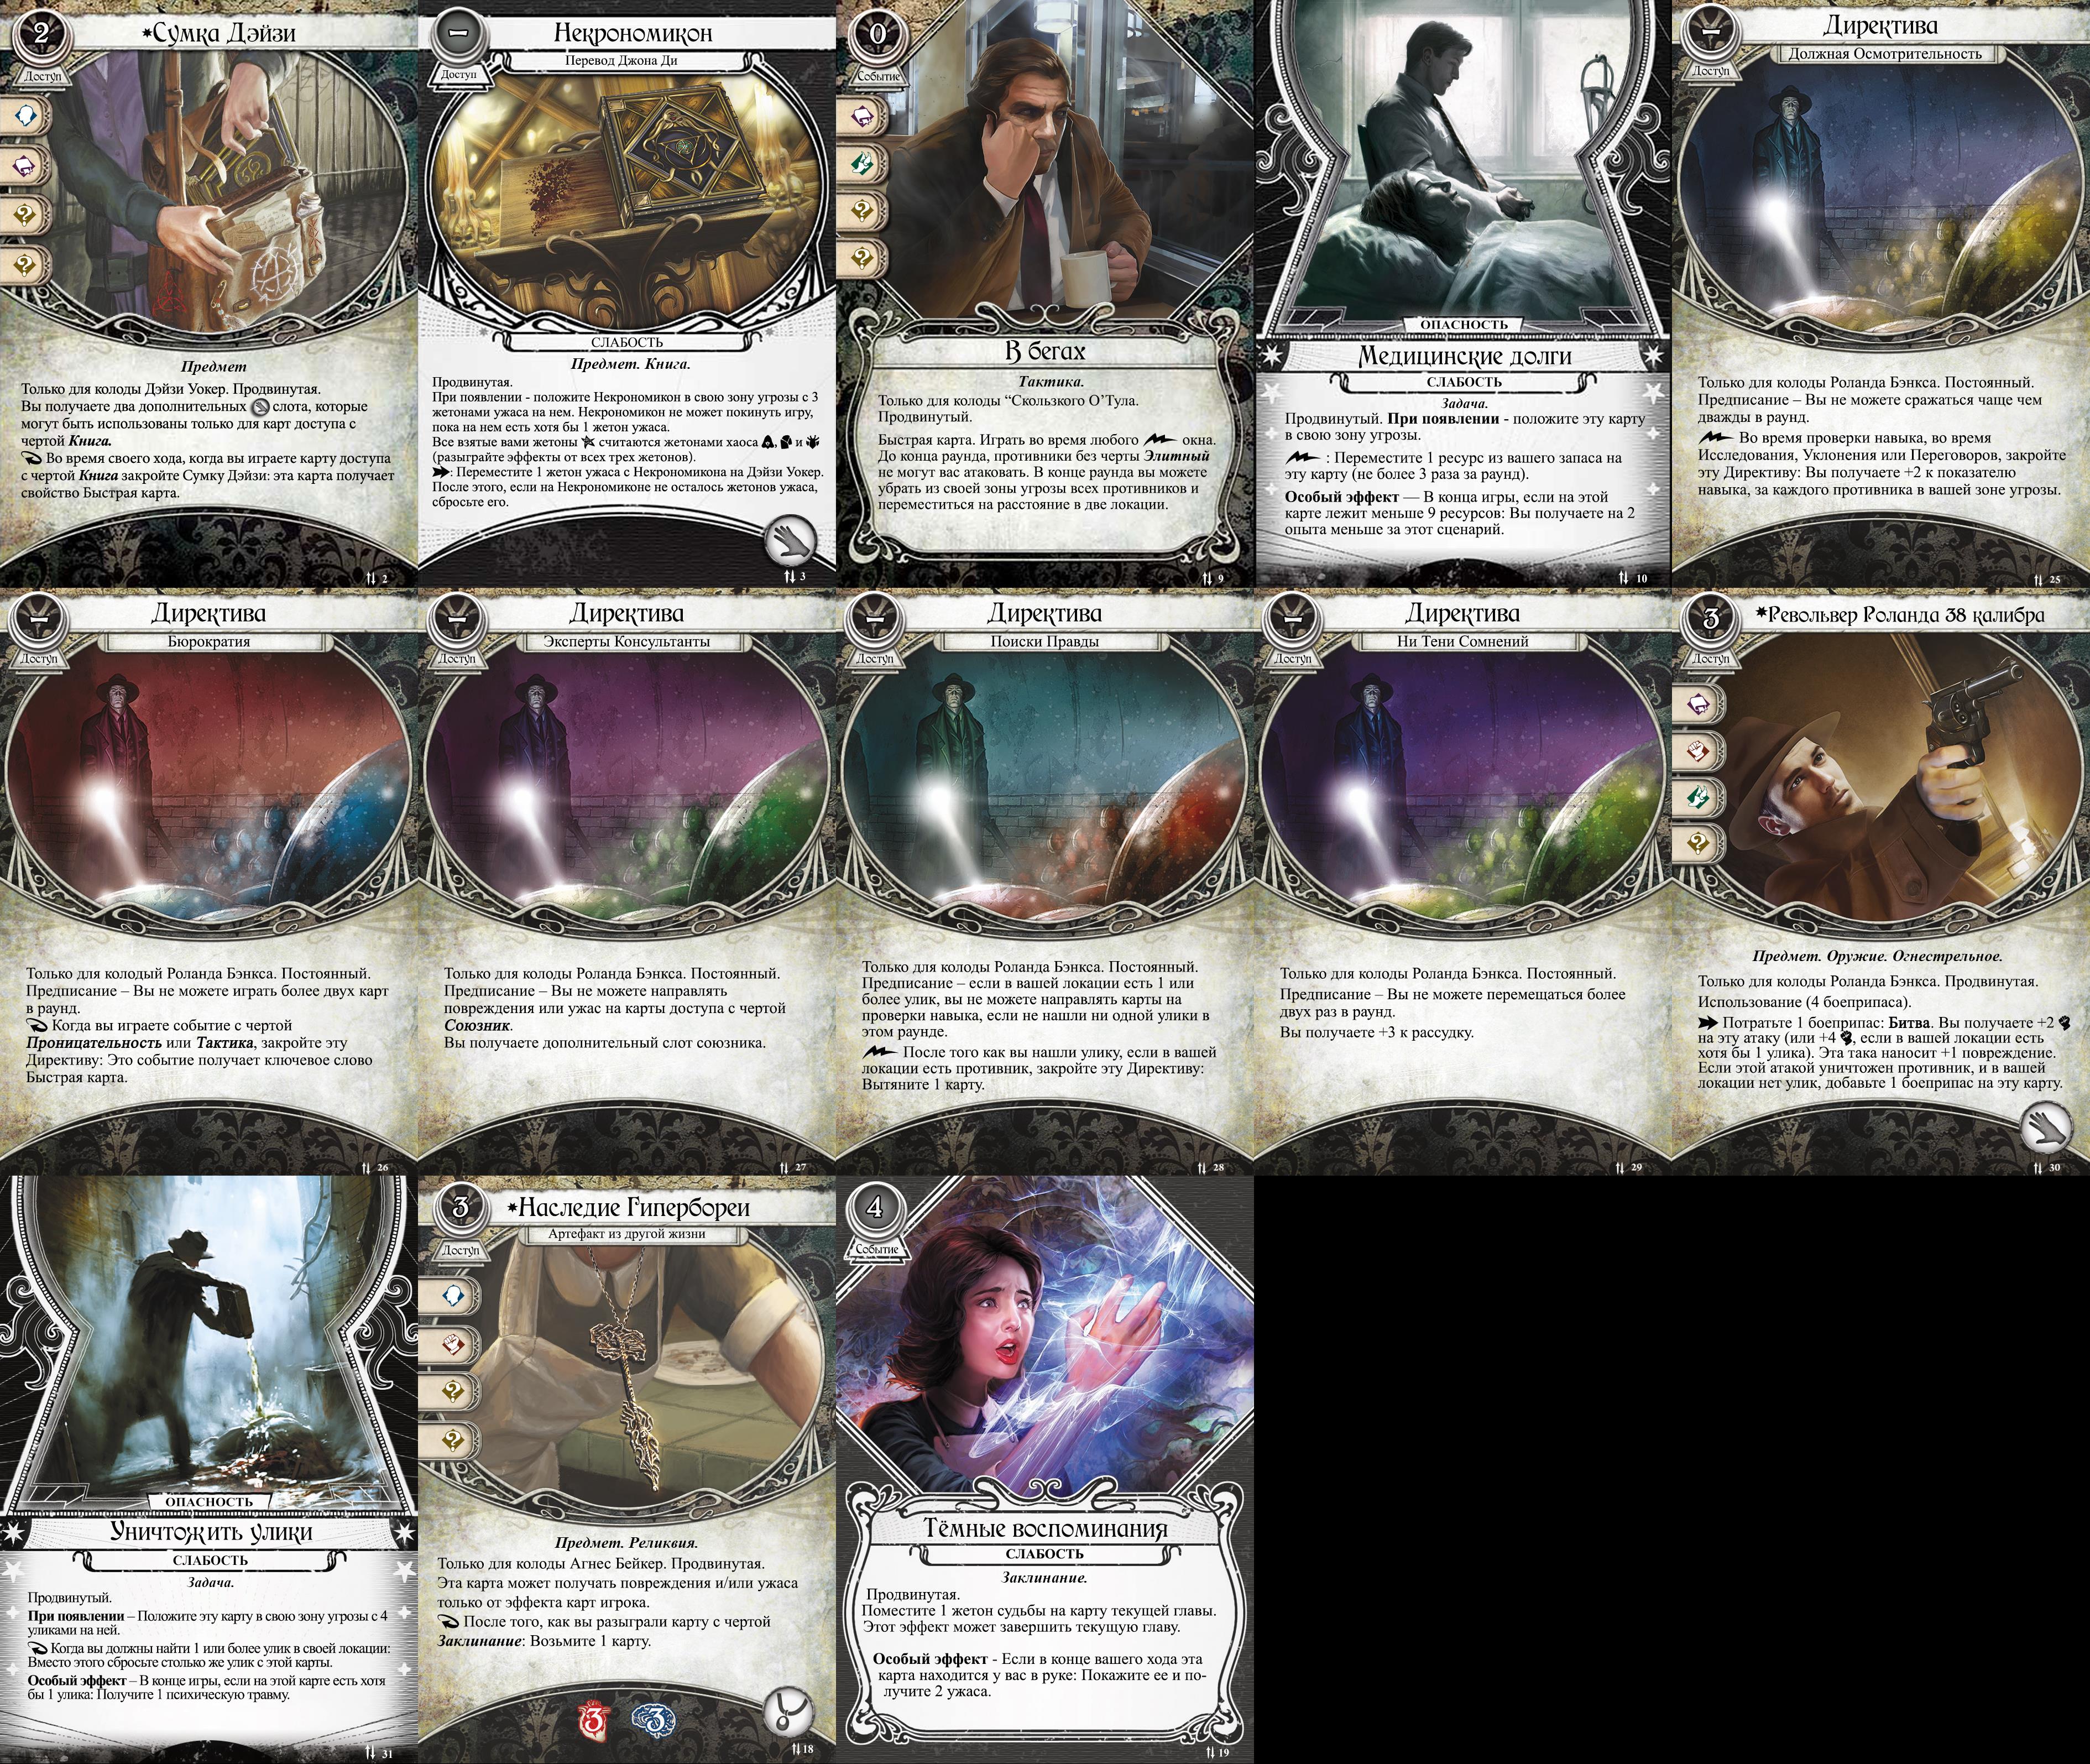 2
*Сумка Дэйзи
Доступ
Предмет
Только для колоды Дэйзи Уокер. Продвинутая.
Вы получаете два дополнительных слота, которые
могут быть использованы только для карт доступа с
чертой Книга.
Во время своего хода, когда вы играете карту доступа
с чертой Книга закройте Сумку Дэйзи: эта карта получает
свойство Быстрая карта.
2
–
Некрономикон
Перевод Джона Ди
Доступ
СЛАБОСТЬ
Предмет. Книга.
Продвинутая.
При появлении - положите Некрономикон в свою зону угрозы с 3
жетонами ужаса на нем. Некрономикон не может покинуть игру,
пока на нем есть хотя бы 1 жетон ужаса.
Все взятые вами жетоны считаются жетонами хаоса , и
(разыграйте эффекты от всех трех жетонов).
: Переместите 1 жетон ужаса с Некрономикона на Дэйзи Уокер.
После этого, если на Некрономиконе не осталось жетонов ужаса,
сбросьте его.
3
0
Событие
В бегах
Тактика.
Только для колоды “Скользкого О’Тула.
Продвинутый.
Быстрая карта. Играть во время любого окна.
До конца раунда, противники без черты Элитный
не могут вас атаковать. В конце раунда вы можете
убрать из своей зоны угрозы всех противников и
переместиться на расстояние в две локации.
9
ОПАСНОСТЬ
Медицинские долги
СЛАБОСТЬ
Задача.
Продвинутый. При появлении - положите эту карту
в свою зону угрозы.
: Переместите 1 ресурс из вашего запаса на
эту карту (не более 3 раза за раунд).
Особый эффект — В конца игры, если на этой
карте лежит меньше 9 ресурсов: Вы получаете на 2
опыта меньше за этот сценарий.
10
–
Директива
Должная Осмотрительность
Доступ
Только для колоды Роланда Бэнкса. Постоянный.
Предписание – Вы не можете сражаться чаще чем
дважды в раунд.
Во время проверки навыка, во время
Исследования, Уклонения или Переговоров, закройте
эту Директиву: Вы получаете +2 к показателю
навыка, за каждого противника в вашей зоне угрозы.
25
–
Директива
Бюрократия
Доступ
Только для колодый Роланда Бэнкса. Постоянный.
Предписание – Вы не можете играть более двух карт
в раунд.
Когда вы играете событие с чертой
Проницательность или Тактика, закройте эту
Директиву: Это событие получает ключевое слово
Быстрая карта.
26
–
Директива
Эксперты Консультанты
Доступ
Только для колоды Роланда Бэнкса. Постоянный.
Предписание – Вы не можете направлять
повреждения или ужас на карты доступа с чертой
Союзник.
Вы получаете дополнительный слот союзника.
27
–
Директива
Поиски Правды
Доступ
Только для колоды Роланда Бэнкса. Постоянный.
Предписание – если в вашей локации есть 1 или
более улик, вы не можете направлять карты на
проверки навыка, если не нашли ни одной улики в
этом раунде.
После того как вы нашли улику, если в вашей
локации есть противник, закройте эту Директиву:
Вытяните 1 карту.
28
–
Директива
Ни Тени Сомнений
Доступ
Только для колоды Роланда Бэнкса. Постоянный.
Предписание – Вы не можете перемещаться более
двух раз в раунд.
Вы получаете +3 к рассудку.
29
3
*Револьвер Роланда 38 калибра
Доступ
Предмет. Оружие. Огнестрельное.
Только для колоды Роланда Бэнкса. Продвинутая.
Использование (4 боеприпаса).
Потратьте 1 боеприпас: Битва. Вы получаете +2
на эту атаку (или +4 , если в вашей локации есть
хотя бы 1 улика). Эта така наносит +1 повреждение.
Если этой атакой уничтожен противник, и в вашей
локации нет улик, добавьте 1 боеприпас на эту карту.
30
ОПАСНОСТЬ
Уничтожить улики
СЛАБОСТЬ
Задача.
Продвинутый.
При появлении – Положите эту карту в свою зону угрозы с 4
уликами на ней.
Когда вы должны найти 1 или более улик в своей локации:
Вместо этого сбросьте столько же улик с этой карты.
Особый эффект – В конце игры, если на этой карте есть хотя
бы 1 улика: Получите 1 психическую травму.
31
3
*Наследие Гипербореи
Артефакт из другой жизни
Доступ
Предмет. Реликвия.
Только для колоды Агнес Бейкер. Продвинутая.
Эта карта может получать повреждения и/или ужаса
только от эффекта карт игрока.
После того, как вы разыграли карту с чертой
Заклинание: Возьмите 1 карту.
3
3
18
4
Событие
Тёмные воспоминания
СЛАБОСТЬ
Заклинание.
Продвинутая.
Поместите 1 жетон судьбы на карту текущей главы.
Этот эффект может завершить текущую главу.
Особый эффект - Если в конце вашего хода эта
карта находится у вас в руке: Покажите ее и по-
лучите 2 ужаса.
19